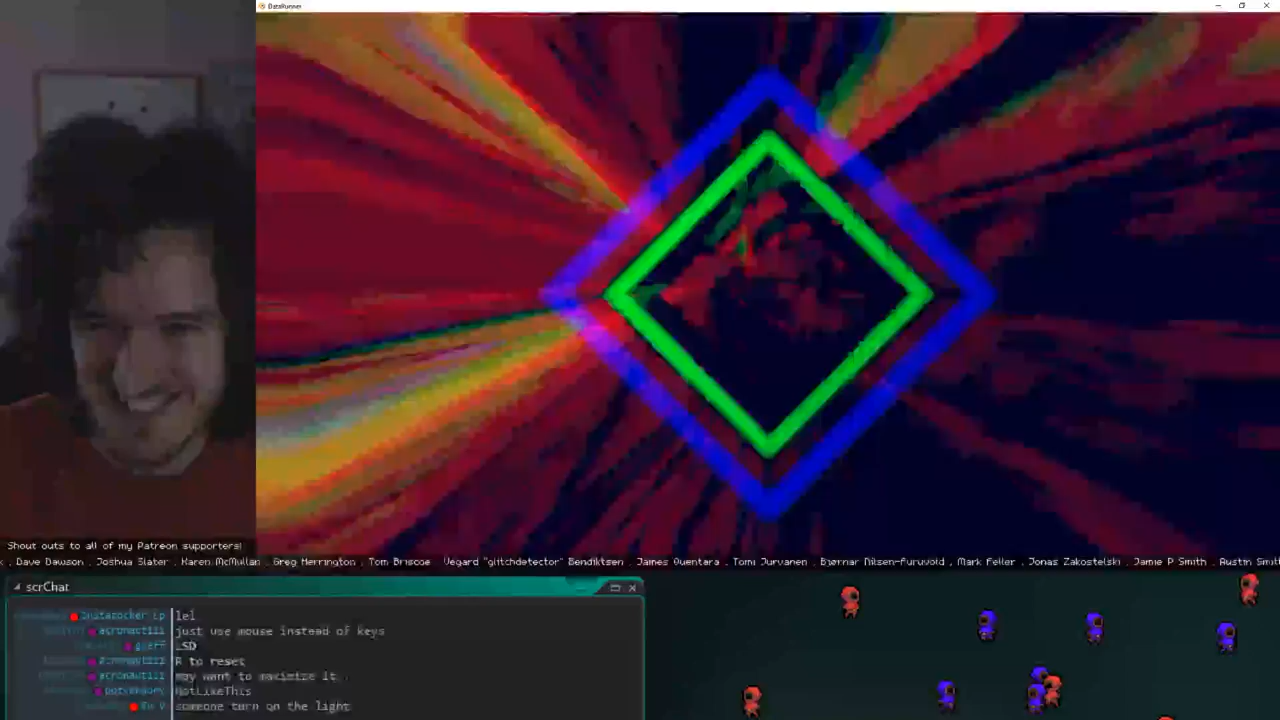 DataRunner
Shout outs to all of my Patreon supporters!
. Dave Dawson . Joshua Slater . Karen McMullan . Greg Herrington . Tom Briscoe Vegard "glitchdetector" Bendiktsen . James Quentara . Tomi Jurvanen . Bjørnar Nilsen-Furuvold , Mark Feller . Jonas Zakostelski . Jamie P Smith . Austin Smit
scrChat
lel
acronautili just use mouse instead of keys
LSD
R to reset
acronautili may want to maximize it
NotLikeThis
someone turn on the light